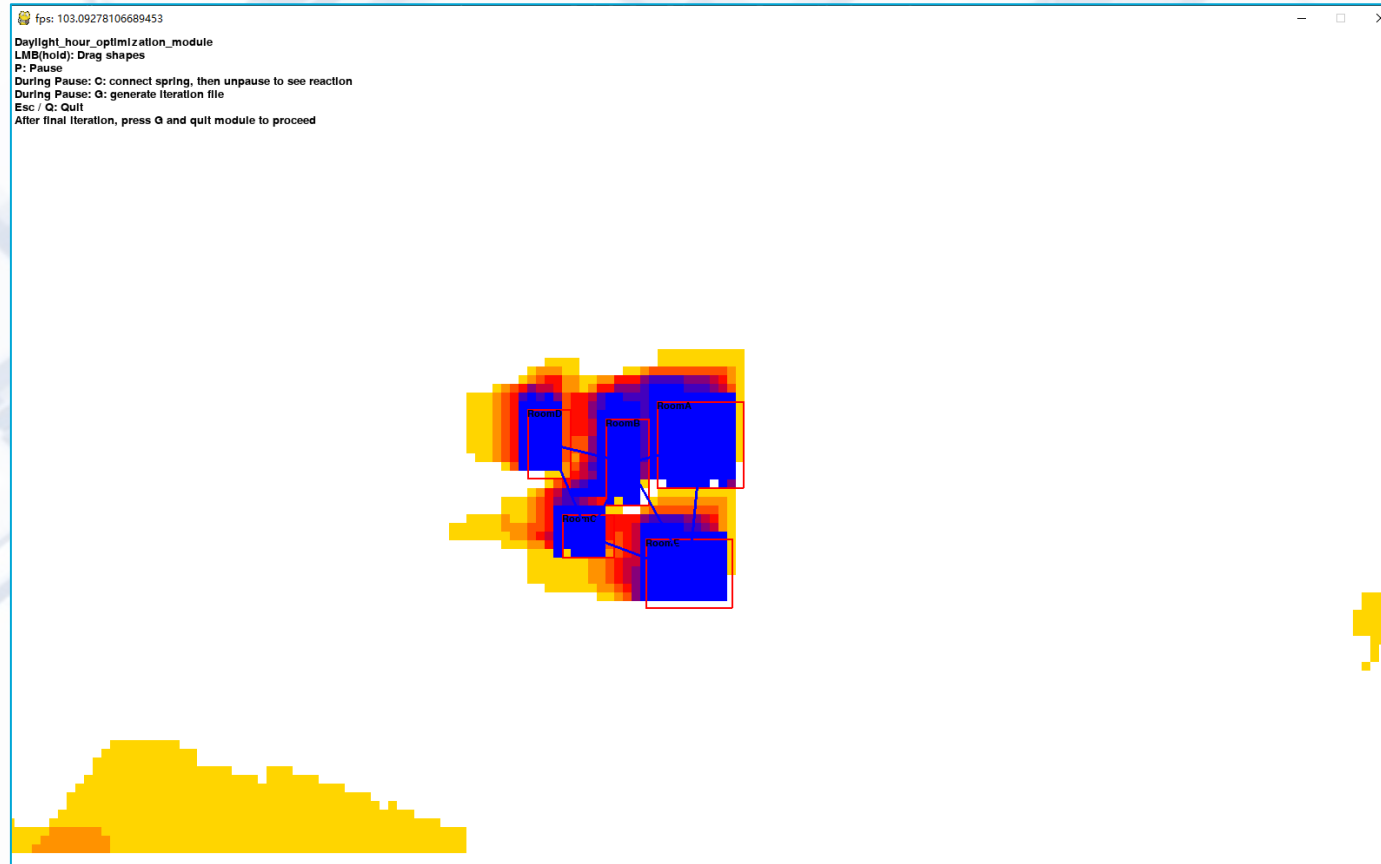 fps: 103.09278106689453
Daylight_hour_optimization_module
LMB(hold): Drag shapes
P: Pause
During Pause: C: connect spring, then unpause to see reaction
During Pause: G: generate iteration file
Esc / Q: Quit
After final iteration, press G and quit module to proceed
RoomA
RoomD
RoomB
RoomC